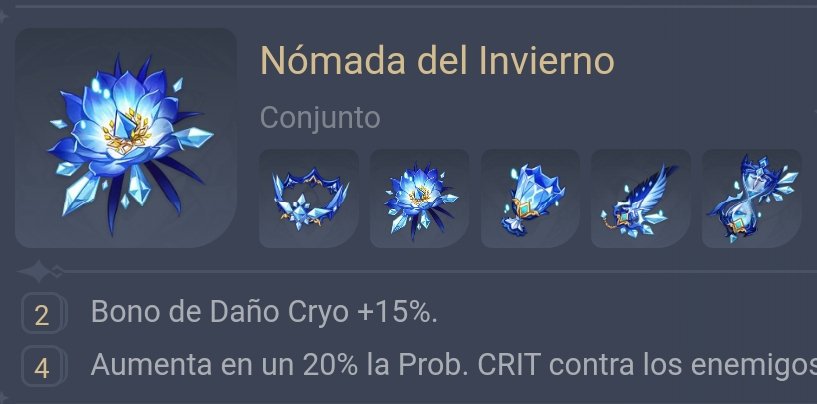 Nómada del Invierno
Conjunto
2 Bono de Daño Cryo +15%.
4 Aumenta en un 20% la Prob. CRIT contra los enemigos